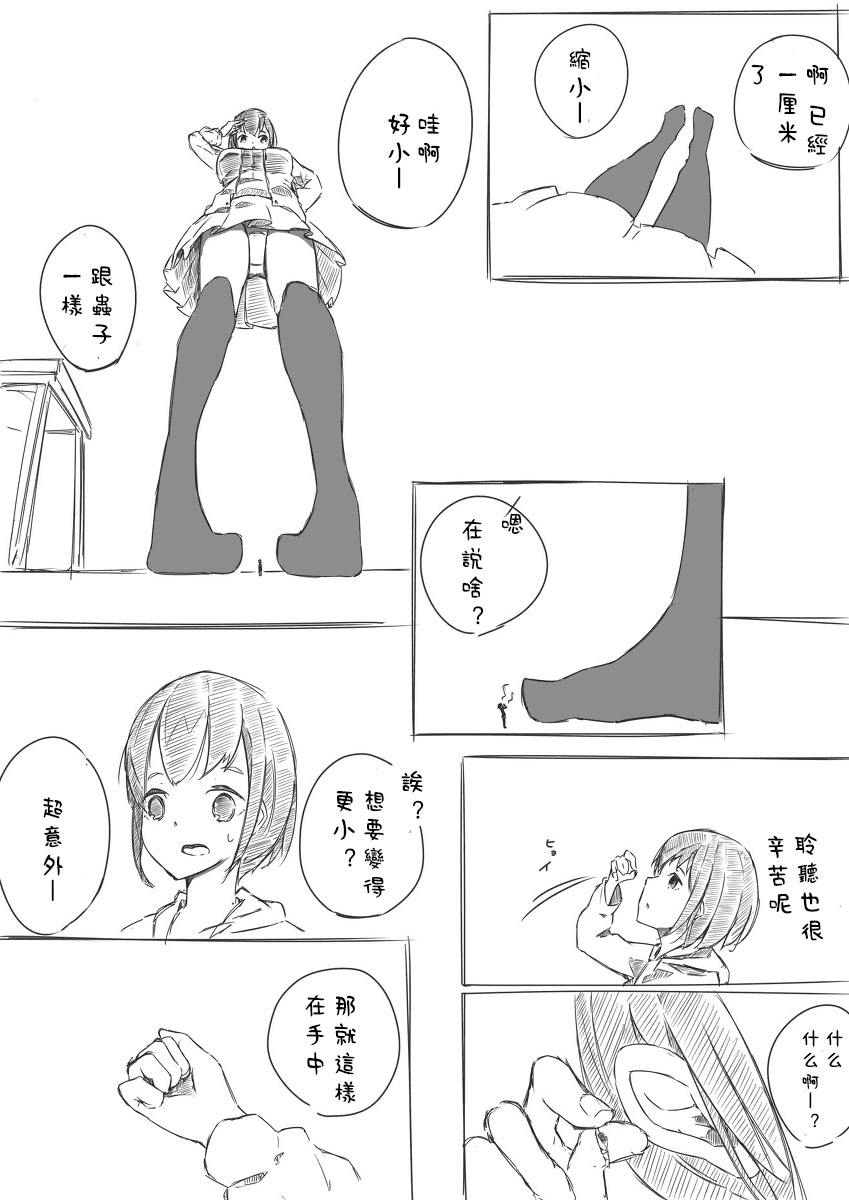 啊 已經
一厘米
了
縮小ー
哇啊
好小ー
跟蟲子
一樣
嗯
在說啥？
誒？
想要變得
更小？
超意外ー
聆聽也很
辛苦呢
ヒョイ
什么
什么啊ー？
那就這樣
在手中